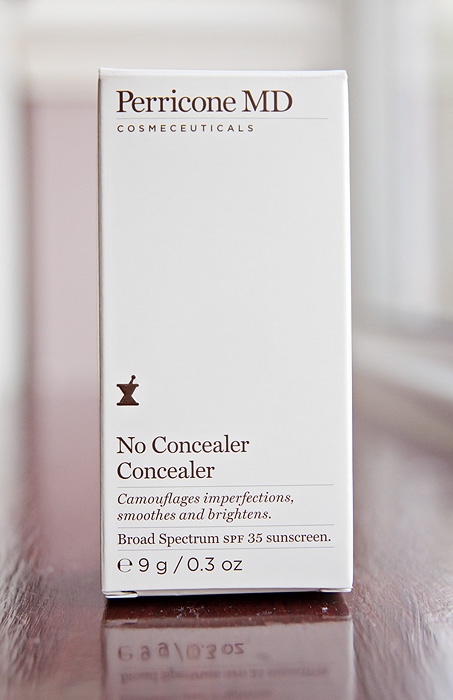 Perricone MD
COSMECEUTICALS
No Concealer
Concealer
Camouflages imperfections,
smoothes and brightens.
Broad Spectrum SPF 35 sunscreen.
℮ 9 g / 0.3 oz